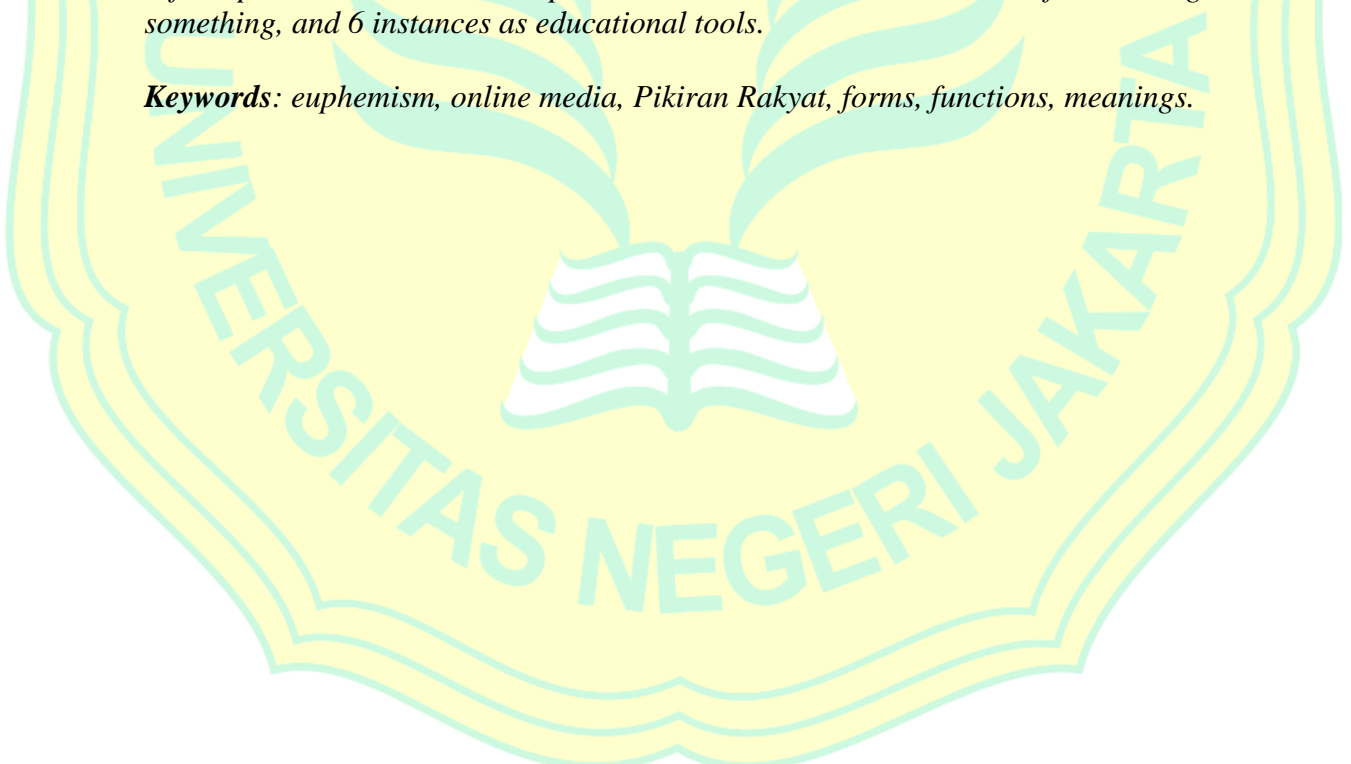 something, and 6 instances as educational tools.
Keywords: euphemism, online media, Pikiran Rakyat, forms, functions, meanings.
UNIVERSITAS NEGERI JAKARTA